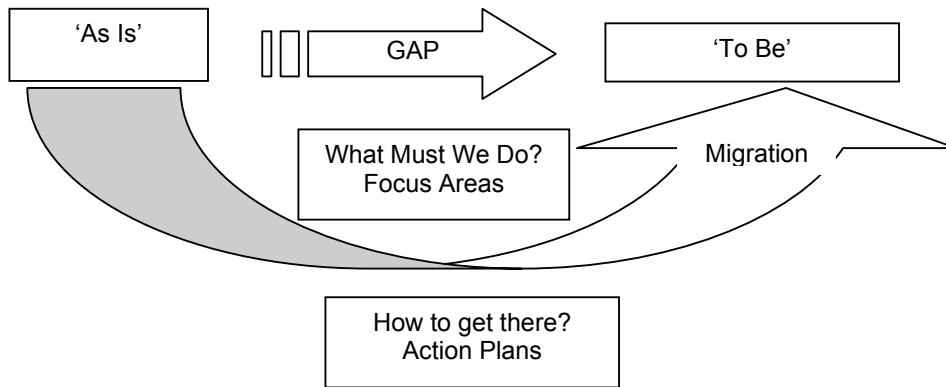 ‘As Is’
GAP
‘To Be’
What Must We Do?
Focus Areas
Migration
How to get there?
Action Plans